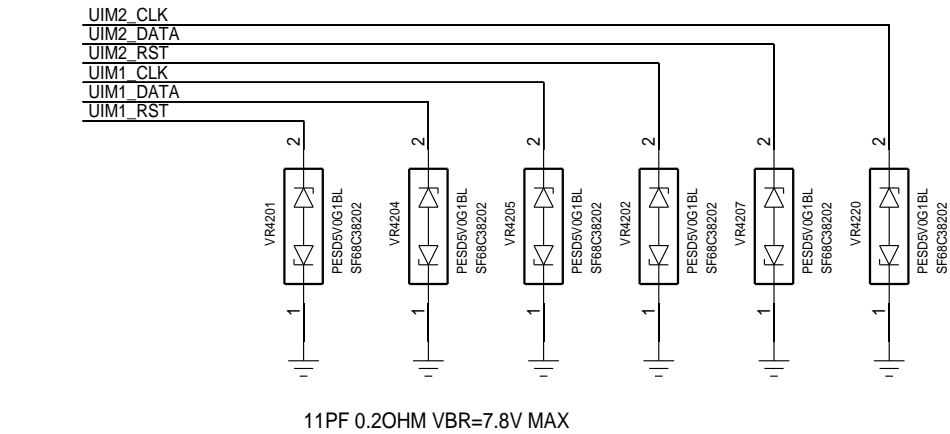 UIM2_CLK
UIM2_DATA
UIM2_RST
UIM1_CLK
UIM1_DATA
UIM1_RST
2
2
2
2
2
2
VR4201
PESD5V0G1BL
SF68C38202
VR4204
PESD5V0G1BL
SF68C38202
VR4205
PESD5V0G1BL
SF68C38202
VR4202
PESD5V0G1BL
SF68C38202
VR4207
PESD5V0G1BL
SF68C38202
VR4220
PESD5V0G1BL
SF68C38202
1
1
1
1
1
1
11PF 0.2OHM VBR=7.8V MAX